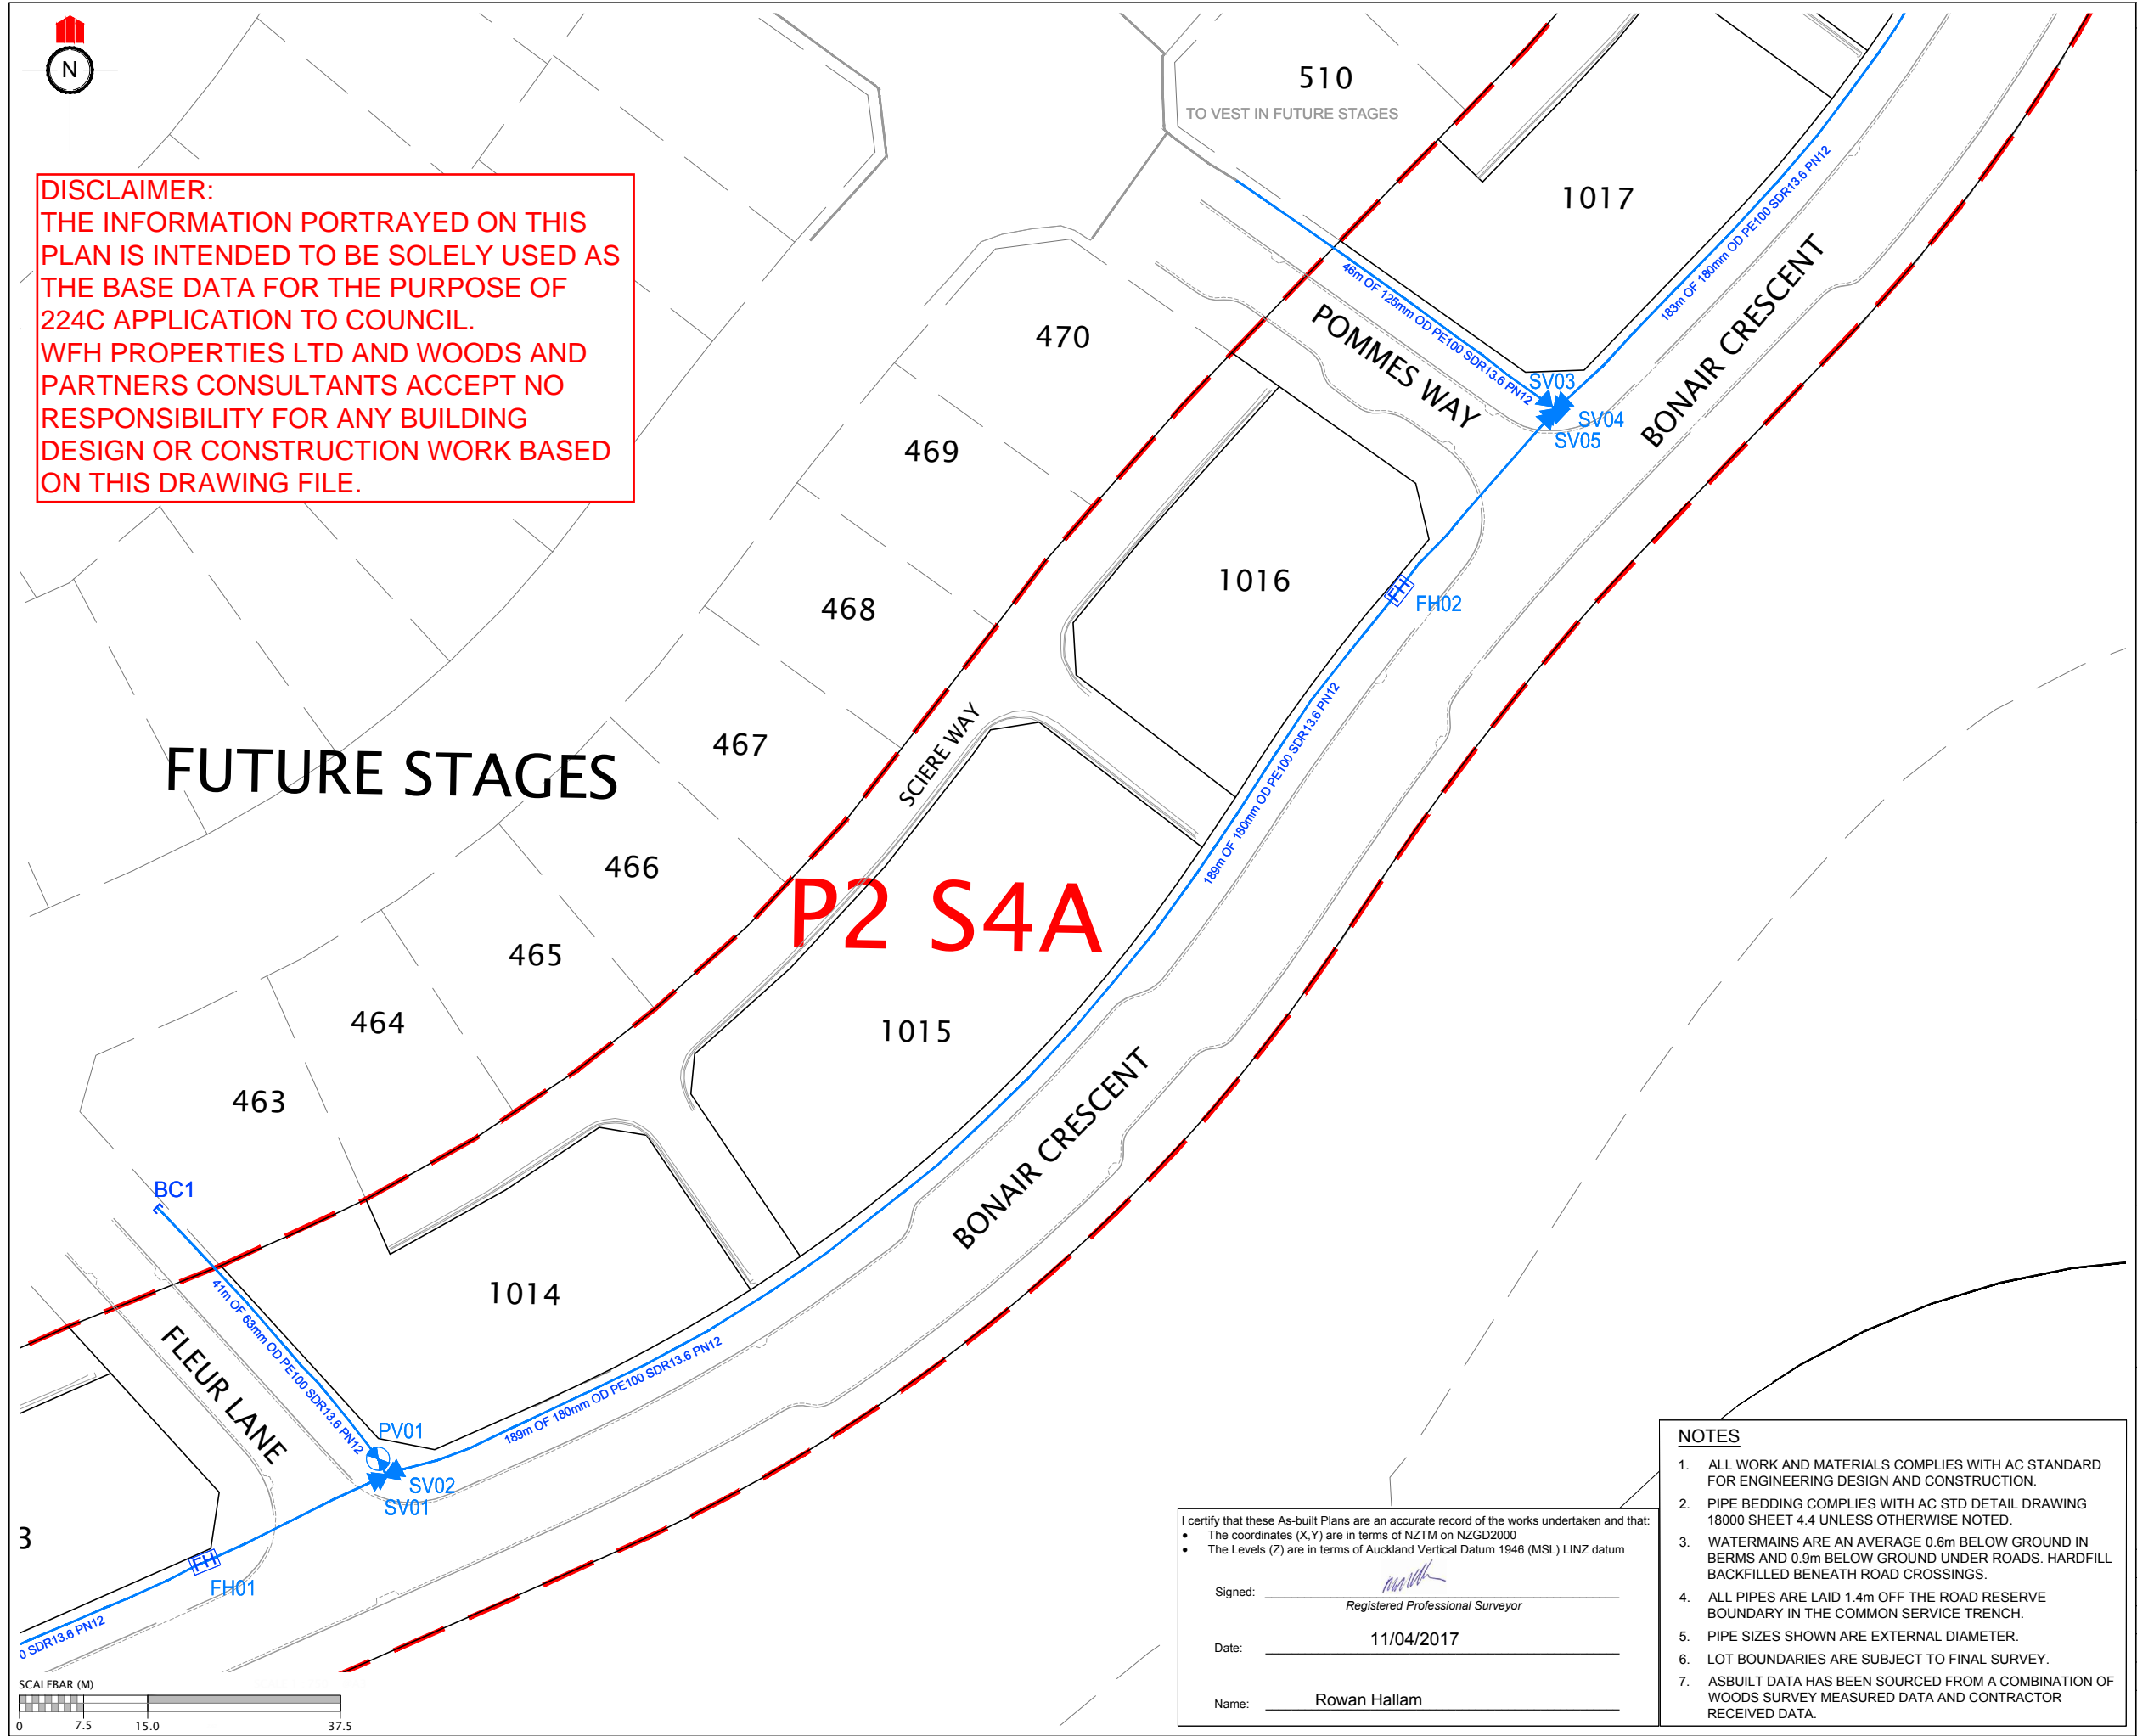 N
DISCLAIMER:
THE INFORMATION PORTRAYED ON THIS
PLAN IS INTENDED TO BE SOLELY USED AS
THE BASE DATA FOR THE PURPOSE OF
224C APPLICATION TO COUNCIL.
WFH PROPERTIES LTD AND WOODS AND
PARTNERS CONSULTANTS ACCEPT NO
RESPONSIBILITY FOR ANY BUILDING
DESIGN OR CONSTRUCTION WORK BASED
ON THIS DRAWING FILE.
510
TO VEST IN FUTURE STAGES
1017
183m OF 180mm OD PE100 SDR13.6 PN12
46m OF 125mm OD PE100 SDR13.6 PN12
POMMES WAY
BONAIR CRESCENT
SV03
SV04
SV05
470
469
468
467
466
465
464
463
1016
FH
FH02
SCIERE WAY
189m OF 180mm OD PE100 SDR13.6 PN12
FUTURE STAGES
P2 S4A
1015
BONAIR CRESCENT
BC1
41m OF 63mm OD PE100 SDR13.6 PN12
1014
FLEUR LANE
PV01
SV02
SV01
189m OF 180mm OD PE100 SDR13.6 PN12
3
FH
FH01
0 SDR13.6 PN12
SCALEBAR (M)
0 7.5 15.0 37.5
I certify that these As-built Plans are an accurate record of the works undertaken and that:
• The coordinates (X,Y) are in terms of NZTM on NZGD2000
• The Levels (Z) are in terms of Auckland Vertical Datum 1946 (MSL) LINZ datum
Signed:
Registered Professional Surveyor
Date: 11/04/2017
Name: Rowan Hallam
NOTES
1. ALL WORK AND MATERIALS COMPLIES WITH AC STANDARD
FOR ENGINEERING DESIGN AND CONSTRUCTION.
2. PIPE BEDDING COMPLIES WITH AC STD DETAIL DRAWING
18000 SHEET 4.4 UNLESS OTHERWISE NOTED.
3. WATERMAINS ARE AN AVERAGE 0.6m BELOW GROUND IN
BERMS AND 0.9m BELOW GROUND UNDER ROADS. HARDFILL
BACKFILLED BENEATH ROAD CROSSINGS.
4. ALL PIPES ARE LAID 1.4m OFF THE ROAD RESERVE
BOUNDARY IN THE COMMON SERVICE TRENCH.
5. PIPE SIZES SHOWN ARE EXTERNAL DIAMETER.
6. LOT BOUNDARIES ARE SUBJECT TO FINAL SURVEY.
7. ASBUILT DATA HAS BEEN SOURCED FROM A COMBINATION OF
WOODS SURVEY MEASURED DATA AND CONTRACTOR
RECEIVED DATA.